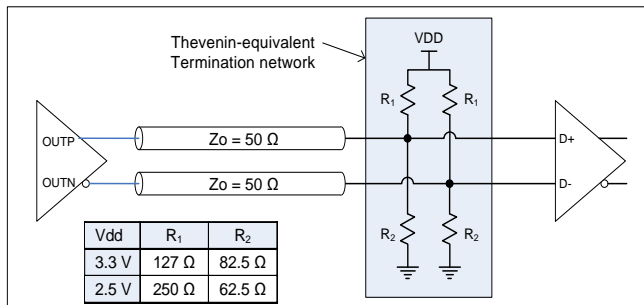 Thevenin-equivalent
Termination network
VDD
R1 R1
OUTP
Zo = 50 Ω
D+
OUTN
Zo = 50 Ω
D-
R2 R2
Vdd R1 R2
3.3 V 127 Ω 82.5 Ω
2.5 V 250 Ω 62.5 Ω